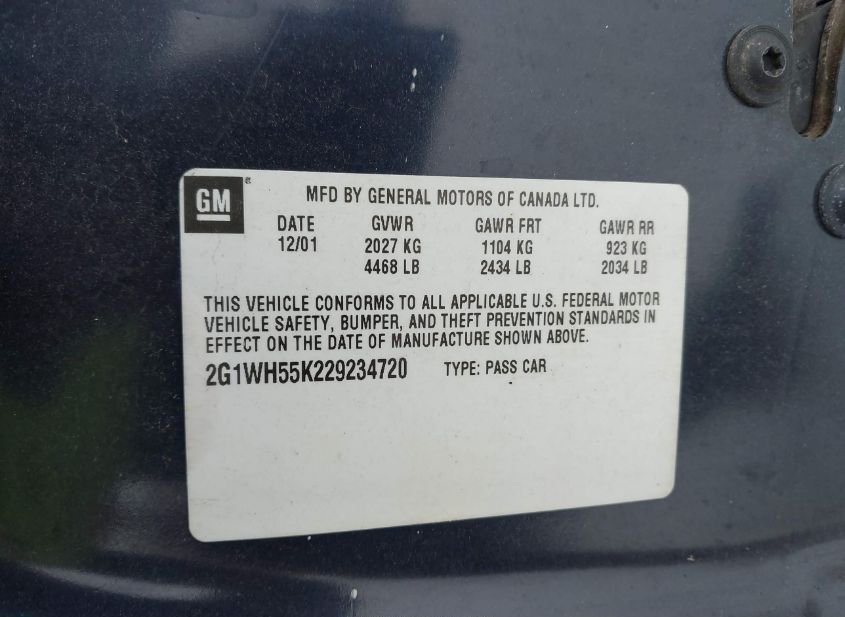 GM ®
MFD BY GENERAL MOTORS OF CANADA LTD.
DATE GVWR GAWR FRT GAWR RR
12/01 2027 KG 1104 KG 923 KG
4468 LB 2434 LB 2034 LB
THIS VEHICLE CONFORMS TO ALL APPLICABLE U.S. FEDERAL MOTOR
VEHICLE SAFETY, BUMPER, AND THEFT PREVENTION STANDARDS IN
EFFECT ON THE DATE OF MANUFACTURE SHOWN ABOVE.
2G1WH55K229234720 TYPE: PASS CAR